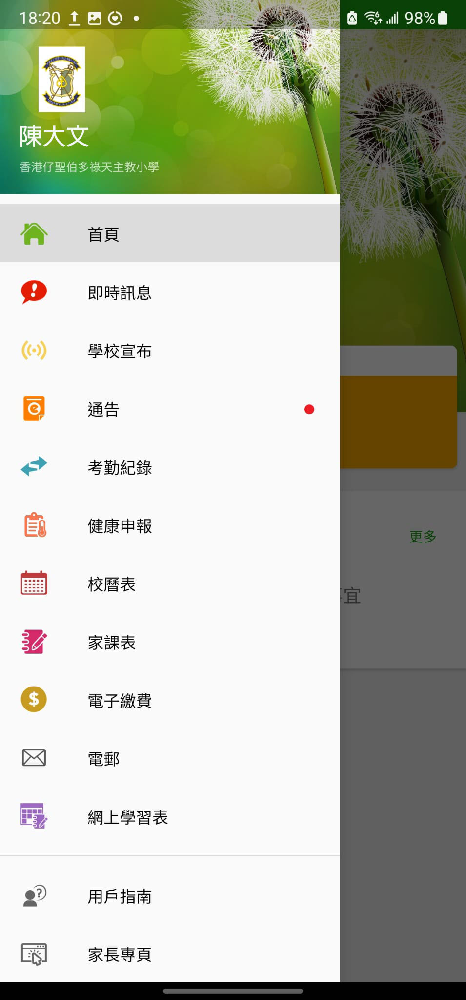 18:20
98%
陳大文
香港仔聖伯多祿天主教小學
首頁
即時訊息
學校宣布
通告
考勤紀錄
健康申報
更多
校曆表
宜
家課表
電子繳費
電郵
網上學習表
用戶指南
家長專頁